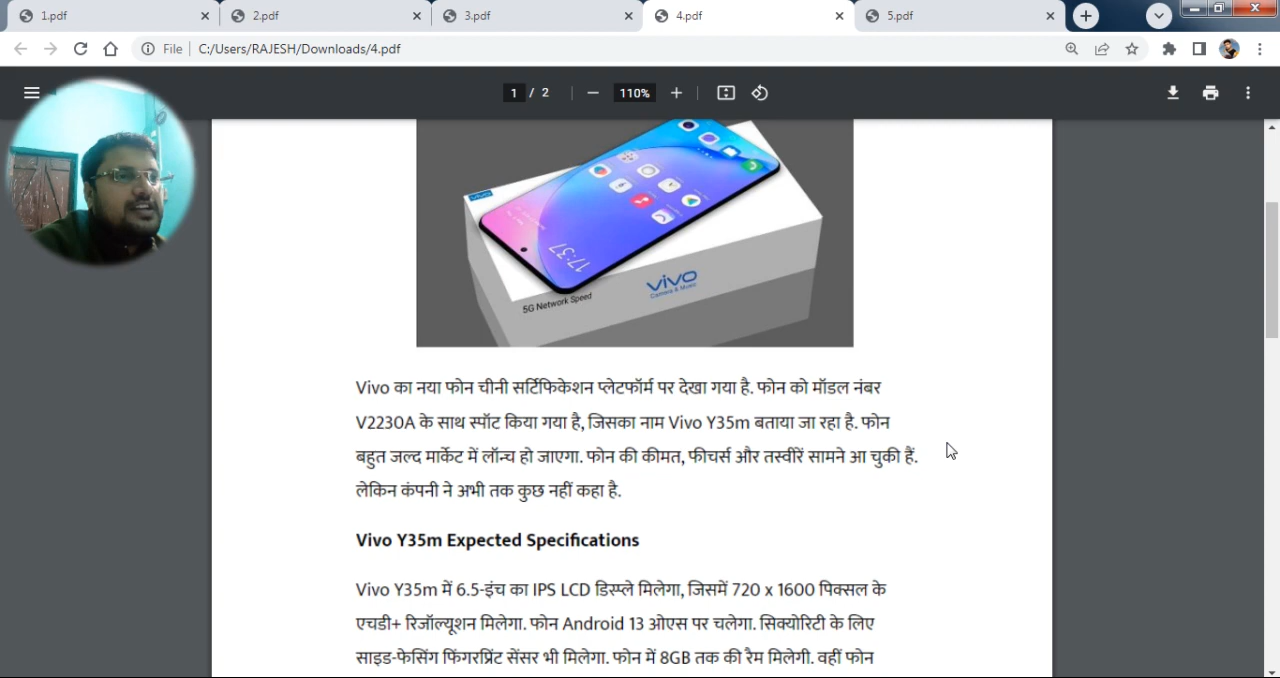 1.pdf
2.pdf
3.pdf
4.pdf
5.pdf
File
C:/Users/RAJESH/Downloads/4.pdf
1 / 2
110%
vivo
17:37
vivo
Camera & Music
5G Network Speed
Vivo का नया फोन चीनी सर्टिफिकेशन प्लेटफॉर्म पर देखा गया है. फोन को मॉडल नंबर
V2230A के साथ स्पॉट किया गया है, जिसका नाम Vivo Y35m बताया जा रहा है. फोन
बहुत जल्द मार्केट में लॉन्च हो जाएगा. फोन की कीमत, फीचर्स और तस्वीरें सामने आ चुकी हैं.
लेकिन कंपनी ने अभी तक कुछ नहीं कहा है.
Vivo Y35m Expected Specifications
Vivo Y35m में 6.5-इंच का IPS LCD डिस्प्ले मिलेगा, जिसमें 720 x 1600 पिक्सल के
एचडी+ रिजॉल्यूशन मिलेगा. फोन Android 13 ओएस पर चलेगा. सिक्योरिटी के लिए
साइड-फेसिंग फिंगरप्रिंट सेंसर भी मिलेगा. फोन में 8GB तक की रैम मिलेगी. वहीं फोन